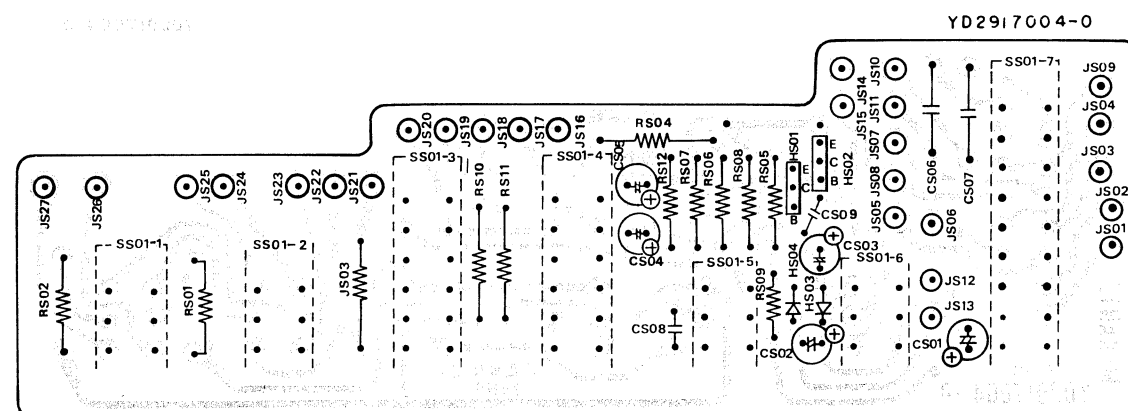 YD2917004-0
JS14
JS10
SS01-7
JS09
JS15
JS11
JS04
JS20
JS19
JS18
JS17
JS16
RS04
HS01
E
C
B
HS02
JS07
CS06
CS07
JS03
SS01-3
RS10
RS11
SS01-4
CS05
RS12
RS07
RS06
RS08
RS05
E
C
B
JS08
JS02
JS27
JS26
JS25
JS24
JS23
JS22
JS21
CS09
JS05
JS06
JS01
SS01-1
SS01-2
CS04
SS01-5
HS04
CS03
SS01-6
RS02
RS01
JS03
RS09
HS03
JS12
JS13
CS08
CS02
CS01